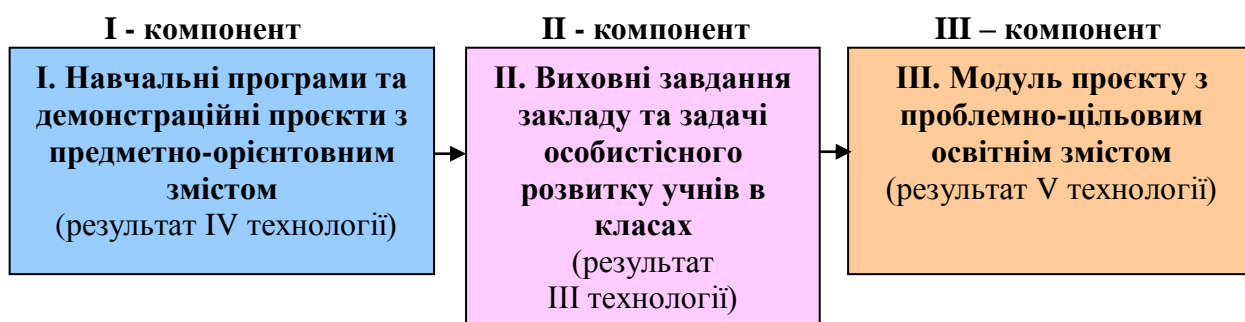 I - компонент
II - компонент
III – компонент
I. Навчальні програми та
демонстраційні проєкти з
предметно-орієнтовним
змістом
(результат IV технології)
II. Виховні завдання
закладу та задачі
особистісного
розвитку учнів в
класах
(результат
III технології)
III. Модуль проєкту з
проблемно-цільовим
освітнім змістом
(результат V технології)